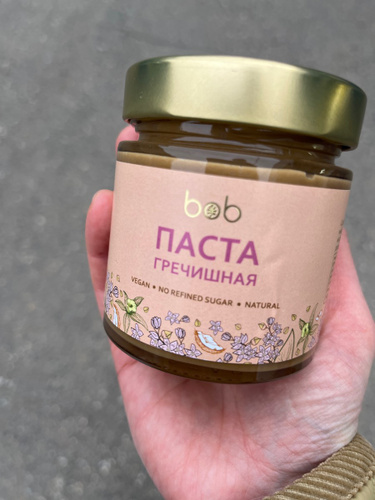 bob
ПАСТА
ГРЕЧИШНАЯ
VEGAN • NO REFINED SUGAR • NATURAL